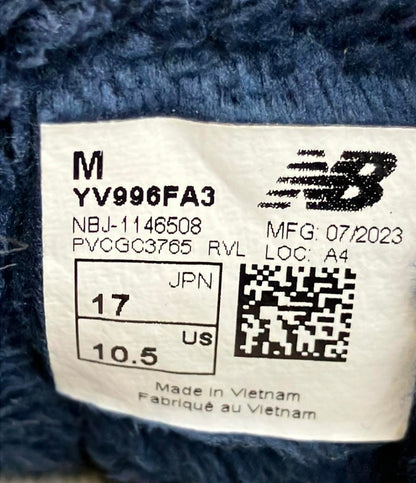 M
NB
YV996FA3
NBJ-1146508 MFG: 07/2023
PVCGC3765 RVL LOC: A4
JPN
17
US
10.5
Made in Vietnam
Fabriqué au Vietnam